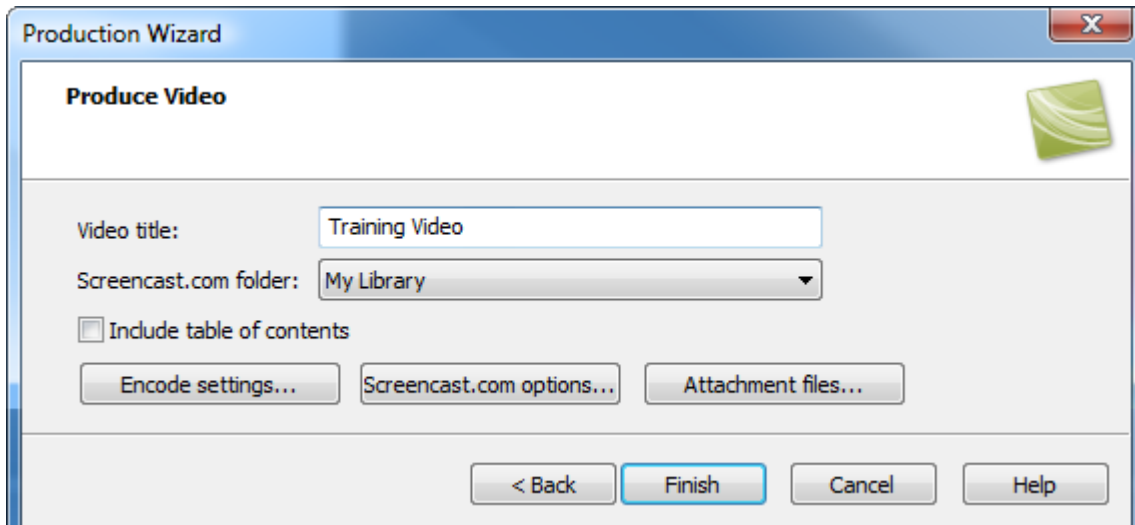 Production Wizard
Produce Video
Video title: Training Video
Screencast.com folder: My Library
Include table of contents
Encode settings... Screencast.com options... Attachment files...
< Back Finish Cancel Help